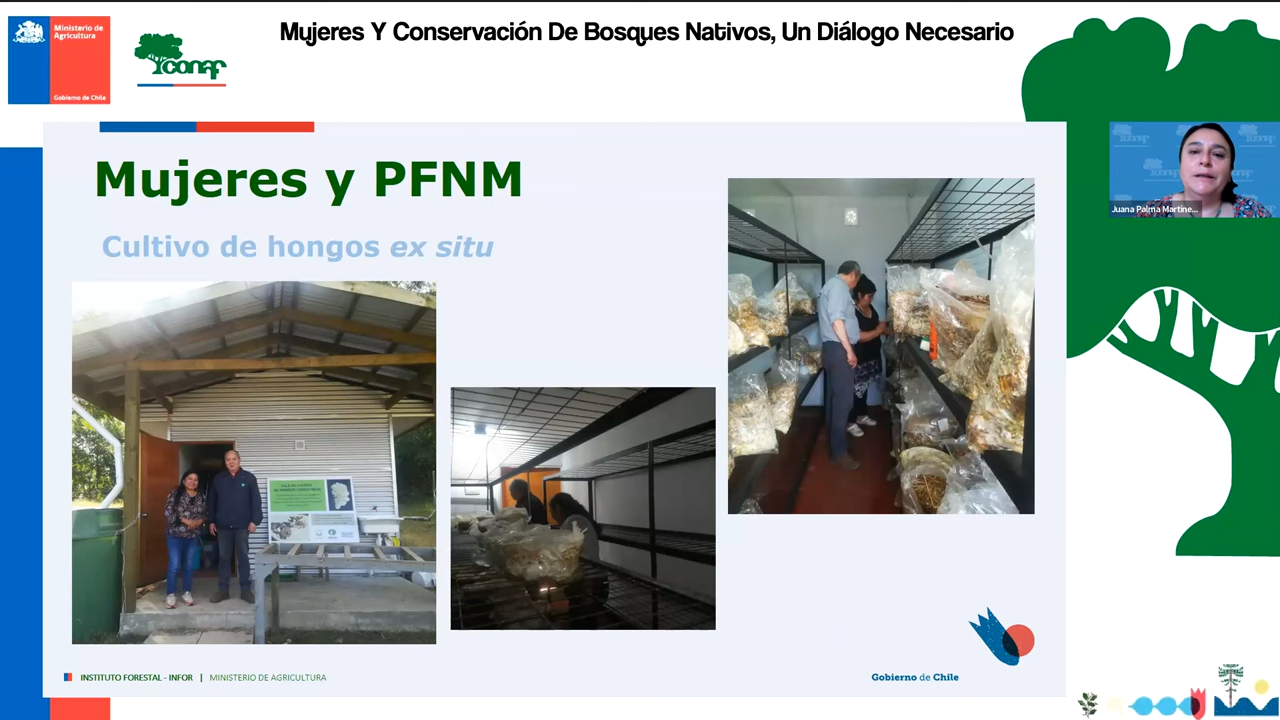 Ministerio de
Agricultura
Gobierno de Chile
conaf
Mujeres Y Conservación De Bosques Nativos, Un Diálogo Necesario
Mujeres y PFNM
Cultivo de hongos ex situ
Juana Palma Martine...
INSTITUTO FORESTAL - INFOR | MINISTERIO DE AGRICULTURA
Gobierno de Chile